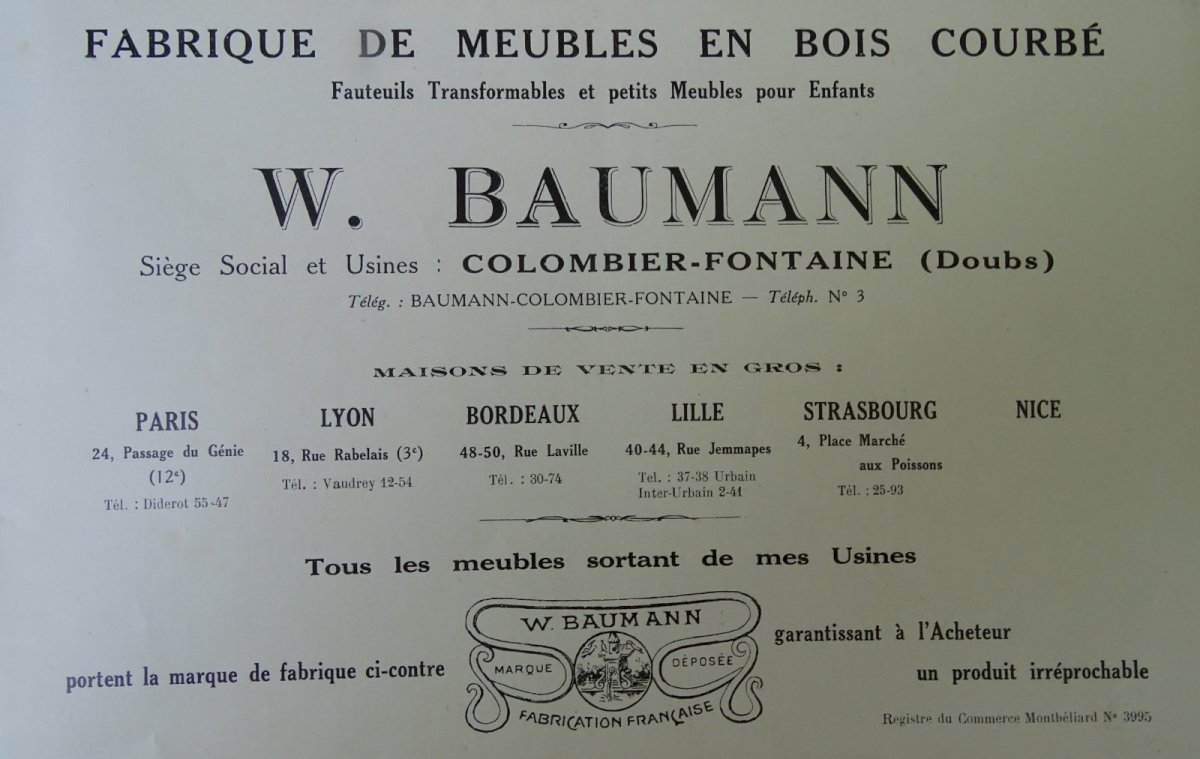 FABRIQUE DE MEUBLES EN BOIS COURBÉ
Fauteuils Transformables et petits Meubles pour Enfants
W. BAUMANN
Siège Social et Usines : COLOMBIER-FONTAINE (Doubs)
Télég. : BAUMANN-COLOMBIER-FONTAINE — Téléph. N° 3
MAISONS DE VENTE EN GROS :
PARIS
24, Passage du Génie
(12e)
Tél. : Diderot 55-47
LYON
18, Rue Rabelais (3e)
Tél. : Vaudrey 12-54
BORDEAUX
48-50, Rue Laville
Tél. : 30-74
LILLE
40-44, Rue Jemmapes
Tel. : 37-38 Urbain
Inter-Urbain 2-41
STRASBOURG
4, Place Marché
aux Poissons
Tél. : 25-93
NICE
Tous les meubles sortant de mes Usines
portent la marque de fabrique ci-contre
W. BAUMANN
MARQUE DÉPOSÉE
FABRICATION FRANÇAISE
garantissant à l'Acheteur
un produit irréprochable
Registre du Commerce Montbéliard N° 3995